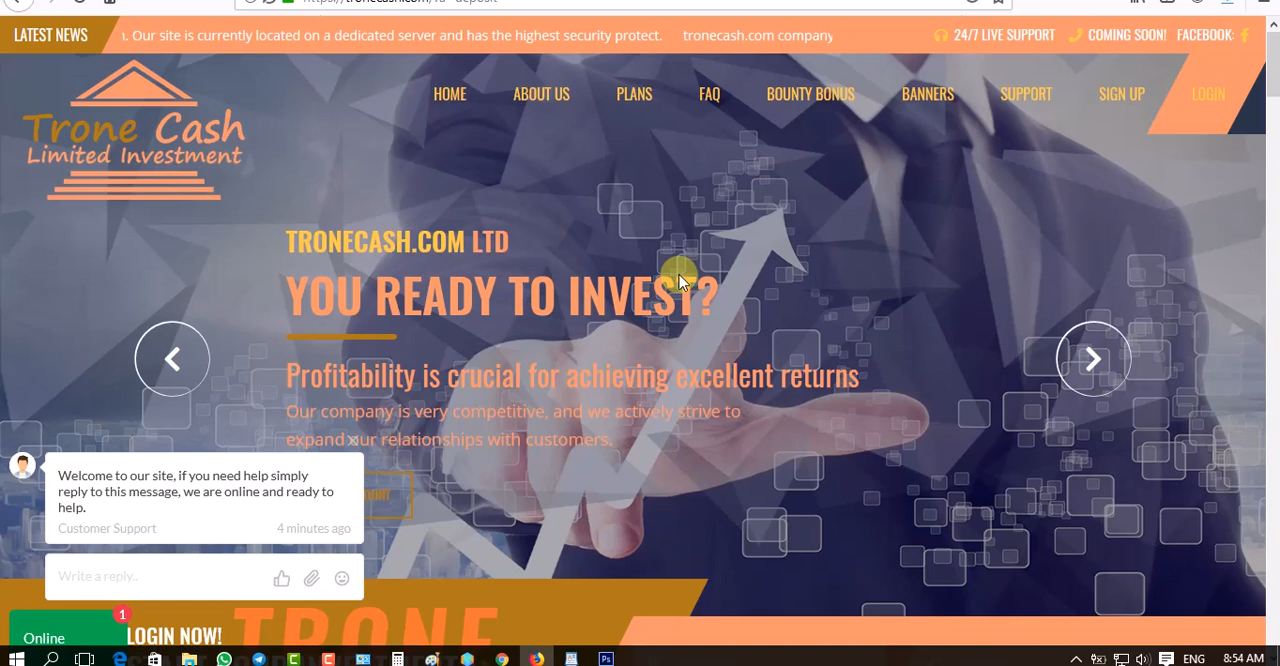 LATEST NEWS
. Our site is currently located on a dedicated server and has the highest security protect.
tronecash.com company
24/7 LIVE SUPPORT
COMING SOON!
FACEBOOK:
Trone Cash
Limited Investment
HOME
ABOUT US
PLANS
FAQ
BOUNTY BONUS
BANNERS
SUPPORT
SIGN UP
LOGIN
TRONECASH.COM LTD
YOU READY TO INVEST?
Profitability is crucial for achieving excellent returns
Our company is very competitive, and we actively strive to
expand our relationships with customers.
Welcome to our site, if you need help simply
reply to this message, we are online and ready to
help.
Customer Support
4 minutes ago
Write a reply..
1
Online
LOGIN NOW!
TRONE
ENG
8:54 AM